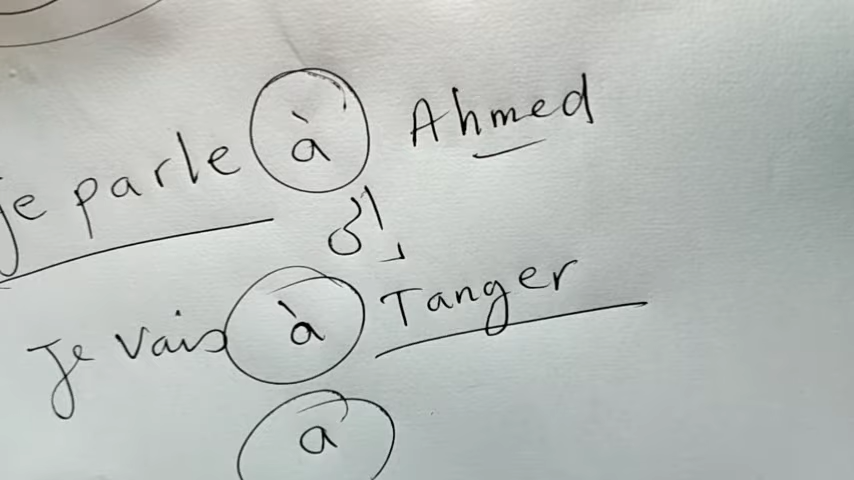 je parle à Ahmed
إلى
Je vais à Tanger
a